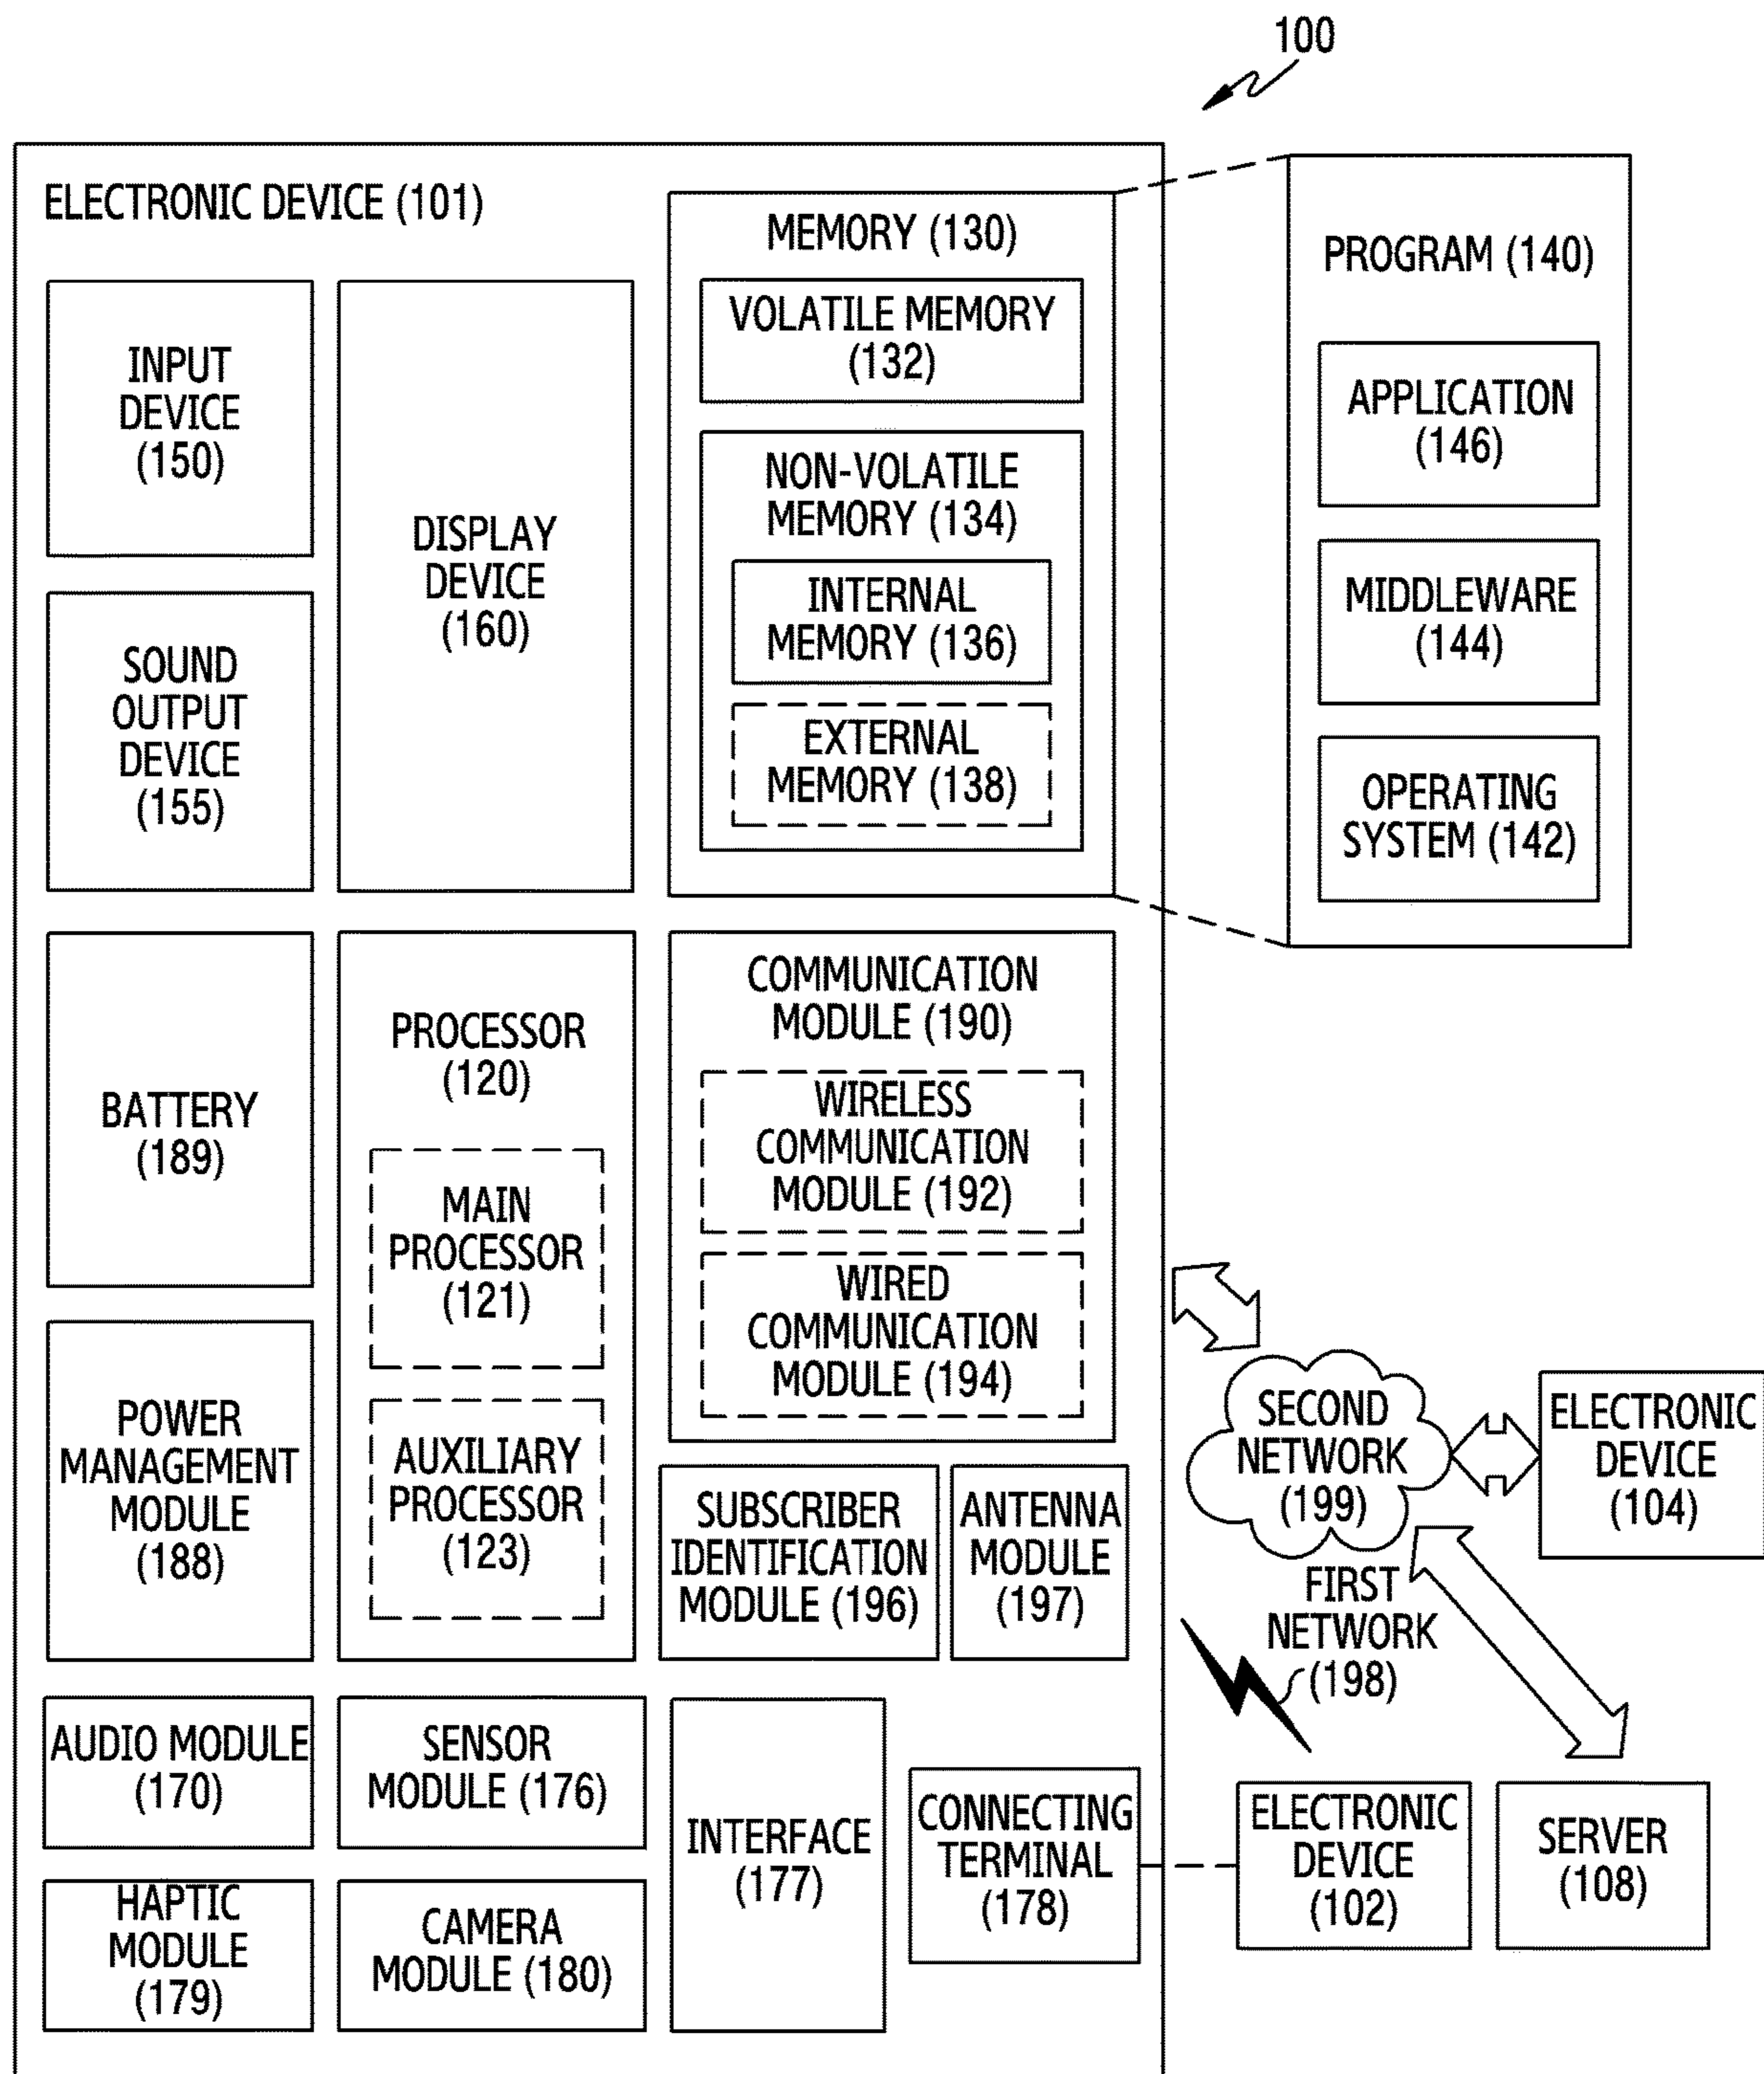 100
ELECTRONIC DEVICE (101)
INPUT
DEVICE
(150)
SOUND
OUTPUT
DEVICE
(155)
DISPLAY
DEVICE
(160)
MEMORY (130)
VOLATILE MEMORY
(132)
NON-VOLATILE
MEMORY (134)
INTERNAL
MEMORY (136)
EXTERNAL
MEMORY (138)
PROGRAM (140)
APPLICATION
(146)
MIDDLEWARE
(144)
OPERATING
SYSTEM (142)
BATTERY
(189)
POWER
MANAGEMENT
MODULE
(188)
PROCESSOR
(120)
MAIN
PROCESSOR
(121)
AUXILIARY
PROCESSOR
(123)
COMMUNICATION
MODULE (190)
WIRELESS
COMMUNICATION
MODULE (192)
WIRED
COMMUNICATION
MODULE (194)
SUBSCRIBER
IDENTIFICATION
MODULE (196)
ANTENNA
MODULE
(197)
SECOND
NETWORK
(199)
ELECTRONIC
DEVICE
(104)
FIRST
NETWORK
(198)
AUDIO MODULE
(170)
SENSOR
MODULE (176)
HAPTIC
MODULE
(179)
CAMERA
MODULE (180)
INTERFACE
(177)
CONNECTING
TERMINAL
(178)
ELECTRONIC
DEVICE
(102)
SERVER
(108)